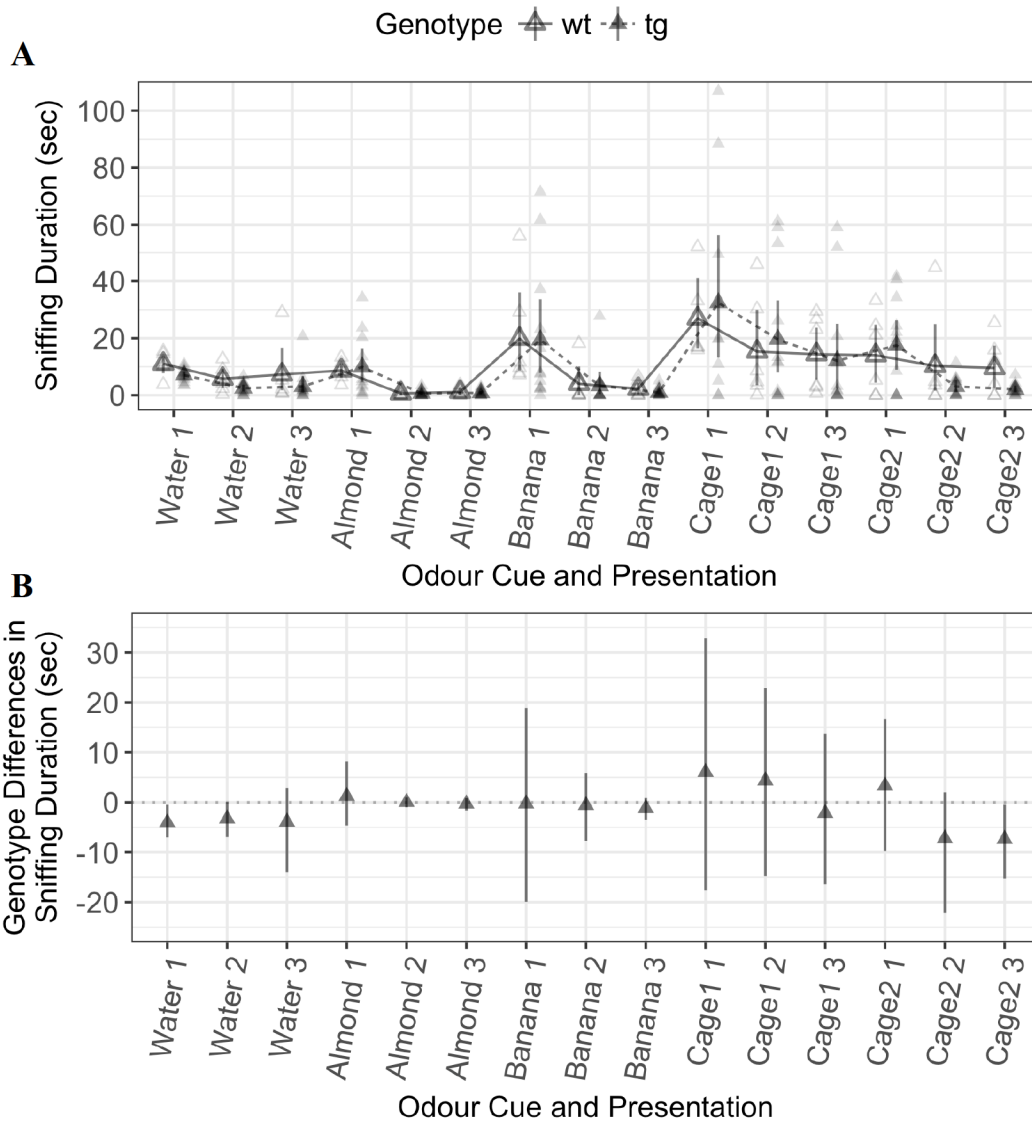 Genotype wt tg
A
Sniffing Duration (sec)
100
80
60
40
20
0
Water 1 Water 2 Water 3 Almond 1 Almond 2 Almond 3 Banana 1 Banana 2 Banana 3 Cage1 1 Cage1 2 Cage1 3 Cage2 1 Cage2 2 Cage2 3
Odour Cue and Presentation
B
Genotype Differences in
Sniffing Duration (sec)
30
20
10
0
-10
-20
Water 1 Water 2 Water 3 Almond 1 Almond 2 Almond 3 Banana 1 Banana 2 Banana 3 Cage1 1 Cage1 2 Cage1 3 Cage2 1 Cage2 2 Cage2 3
Odour Cue and Presentation